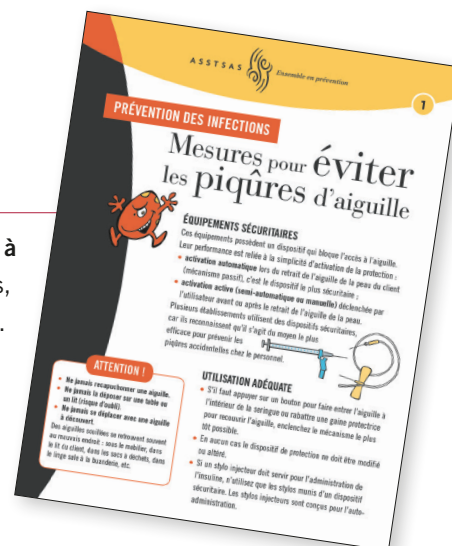 ASSTSAS Ensemble en prévention
1
PRÉVENTION DES INFECTIONS
Mesures pour éviter
les piqûres d'aiguille
à
s,
.
ÉQUIPEMENTS SÉCURITAIRES
Ces équipements possèdent un dispositif qui bloque l'accès à l'aiguille.
Leur performance est reliée à la simplicité d'activation de la protection :
• activation automatique lors du retrait de l'aiguille de la peau du client
(mécanisme passif), c'est le dispositif le plus sécuritaire ;
• activation active (semi-automatique ou manuelle) déclenchée par
l'utilisateur avant ou après le retrait de l'aiguille de la peau.
Plusieurs établissements utilisent des dispositifs sécuritaires,
car ils reconnaissent qu'il s'agit du moyen le plus
efficace pour prévenir les
piqûres accidentelles chez le personnel.
ATTENTION !
• Ne jamais recapuchonner une aiguille.
• Ne jamais la déposer sur une table ou
un lit (risque d'oubli).
• Ne jamais se déplacer avec une aiguille
à découvert.
Des aiguilles souillées se retrouvent souvent
au mauvais endroit : sous le mobilier, dans
le lit du client, dans les sacs à déchets, dans
le linge sale à la buanderie, etc.
UTILISATION ADÉQUATE
• S'il faut appuyer sur un bouton pour faire entrer l'aiguille à
l'intérieur de la seringue ou rabattre une gaine protectrice
pour recouvrir l'aiguille, enclenchez le mécanisme le plus
tôt possible.
• En aucun cas le dispositif de protection ne doit être modifié
ou altéré.
• Si un stylo injecteur doit servir pour l'administration de
l'insuline, n'utilisez que les stylos munis d'un dispositif
sécuritaire. Les stylos injecteurs sont conçus pour l'auto-
administration.